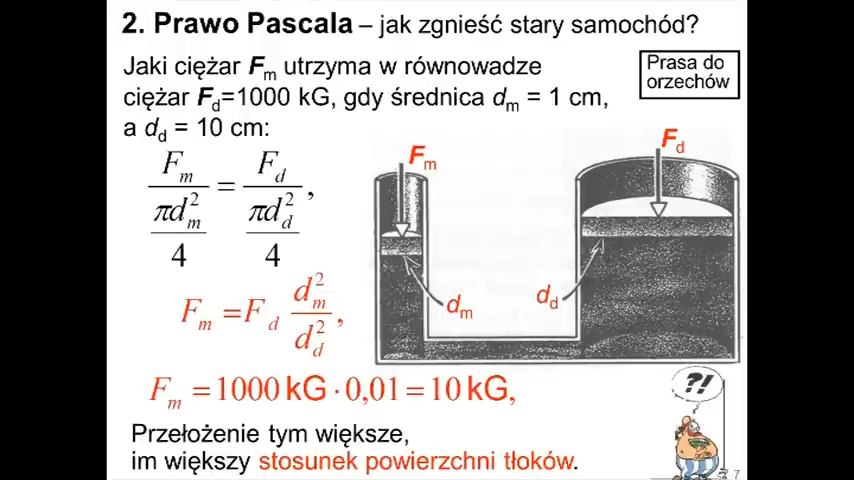 2. Prawo Pascala – jak zgnieść stary samochód?
Jaki ciężar Fm utrzyma w równowadze
ciężar Fd=1000 kG, gdy średnica dm = 1 cm,
a dd = 10 cm:
Prasa do
orzechów
Fm / (πdm²/4) = Fd / (πdd²/4),
Fm = Fd dm²/dd²,
Fm = 1000 kG · 0,01 = 10 kG,
Fm
Fd
dm
dd
Przełożenie tym większe,
im większy stosunek powierzchni tłoków.
?!
7